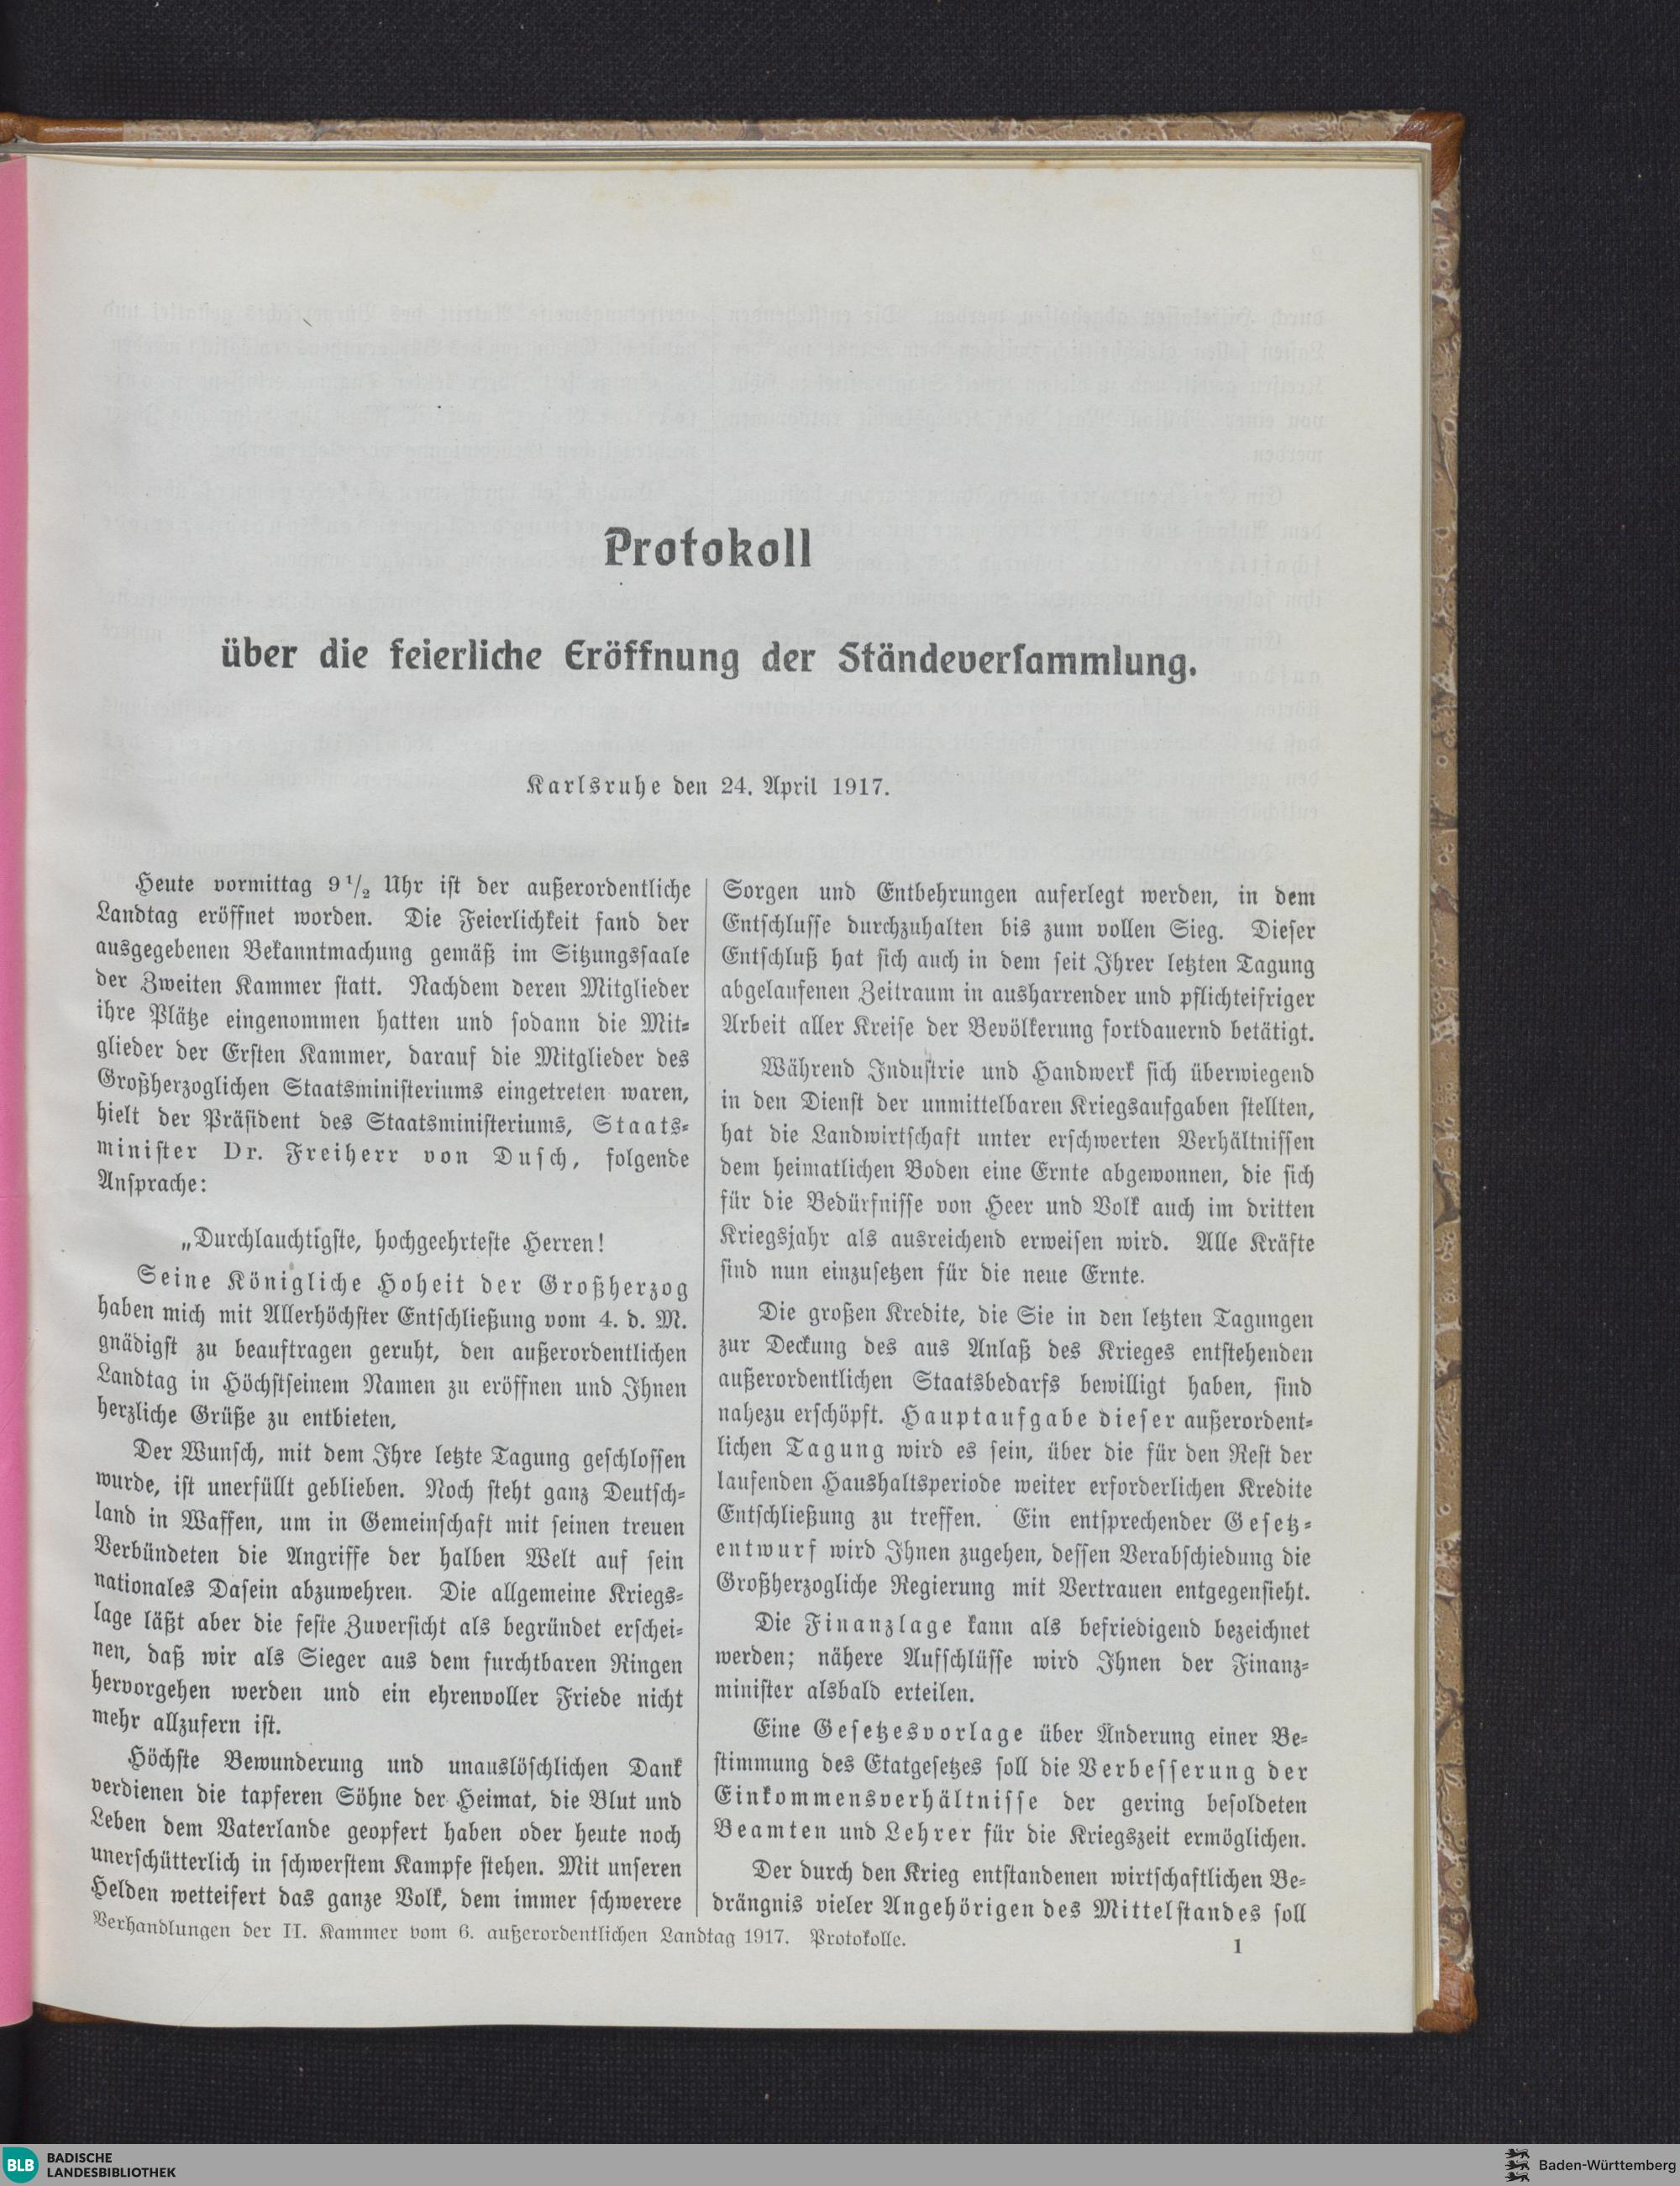 Protokoll
über die feierliche Eröffnung der Ständeversammlung.
Karlsruhe den 24. April 1917.
Heute vormittag 9 1/2 Uhr ist der außerordentliche
Landtag eröffnet worden. Die Feierlichkeit fand der
ausgegebenen Bekanntmachung gemäß im Sitzungssaale
der Zweiten Kammer statt. Nachdem deren Mitglieder
ihre Plätze eingenommen hatten und sodann die Mit-
glieder der Ersten Kammer, darauf die Mitglieder des
Großherzoglichen Staatsministeriums eingetreten waren,
hielt der Präsident des Staatsministeriums, Staats-
minister Dr. Freiherr von Dusch, folgende
Ansprache:
„Durchlauchtigste, hochgeehrteste Herren!
Seine Königliche Hoheit der Großherzog
haben mich mit Allerhöchster Entschließung vom 4. d. M.
gnädigst zu beauftragen geruht, den außerordentlichen
Landtag in Höchstseinem Namen zu eröffnen und Ihnen
herzliche Grüße zu entbieten,
Der Wunsch, mit dem Ihre letzte Tagung geschlossen
wurde, ist unerfüllt geblieben. Noch steht ganz Deutsch-
land in Waffen, um in Gemeinschaft mit seinen treuen
Verbündeten die Angriffe der halben Welt auf sein
nationales Dasein abzuwehren. Die allgemeine Kriegs-
lage läßt aber die feste Zuversicht als begründet erschei-
nen, daß wir als Sieger aus dem furchtbaren Ringen
hervorgehen werden und ein ehrenvoller Friede nicht
mehr allzufern ist.
Höchste Bewunderung und unauslöschlichen Dank
verdienen die tapferen Söhne der Heimat, die Blut und
Leben dem Vaterlande geopfert haben oder heute noch
unerschütterlich in schwerstem Kampfe stehen. Mit unseren
Helden wetteifert das ganze Volk, dem immer schwerere
Sorgen und Entbehrungen auferlegt werden, in dem
Entschlusse durchzuhalten bis zum vollen Sieg. Dieser
Entschluß hat sich auch in dem seit Ihrer letzten Tagung
abgelaufenen Zeitraum in ausharrender und pflichteifriger
Arbeit aller Kreise der Bevölkerung fortdauernd betätigt.
Während Industrie und Handwerk sich überwiegend
in den Dienst der unmittelbaren Kriegsaufgaben stellten,
hat die Landwirtschaft unter erschwerten Verhältnissen
dem heimatlichen Boden eine Ernte abgewonnen, die sich
für die Bedürfnisse von Heer und Volk auch im dritten
Kriegsjahr als ausreichend erweisen wird. Alle Kräfte
sind nun einzusetzen für die neue Ernte.
Die großen Kredite, die Sie in den letzten Tagungen
zur Deckung des aus Anlaß des Krieges entstehenden
außerordentlichen Staatsbedarfs bewilligt haben, sind
nahezu erschöpft. Hauptaufgabe dieser außerordent-
lichen Tagung wird es sein, über die für den Rest der
laufenden Haushaltsperiode weiter erforderlichen Kredite
Entschließung zu treffen. Ein entsprechender Gesetz-
entwurf wird Ihnen zugehen, dessen Verabschiedung die
Großherzogliche Regierung mit Vertrauen entgegensieht.
Die Finanzlage kann als befriedigend bezeichnet
werden; nähere Aufschlüsse wird Ihnen der Finanz-
minister alsbald erteilen.
Eine Gesetzesvorlage über Änderung einer Be-
stimmung des Etatgesetzes soll die Verbesserung der
Einkommensverhältnisse der gering besoldeten
Beamten und Lehrer für die Kriegszeit ermöglichen.
Der durch den Krieg entstandenen wirtschaftlichen Be-
drängnis vieler Angehörigen des Mittelstandes soll
Verhandlungen der II. Kammer vom 6. außerordentlichen Landtag 1917. Protokolle.
1
BLB BADISCHE
LANDESBIBLIOTHEK
Baden-Württemberg